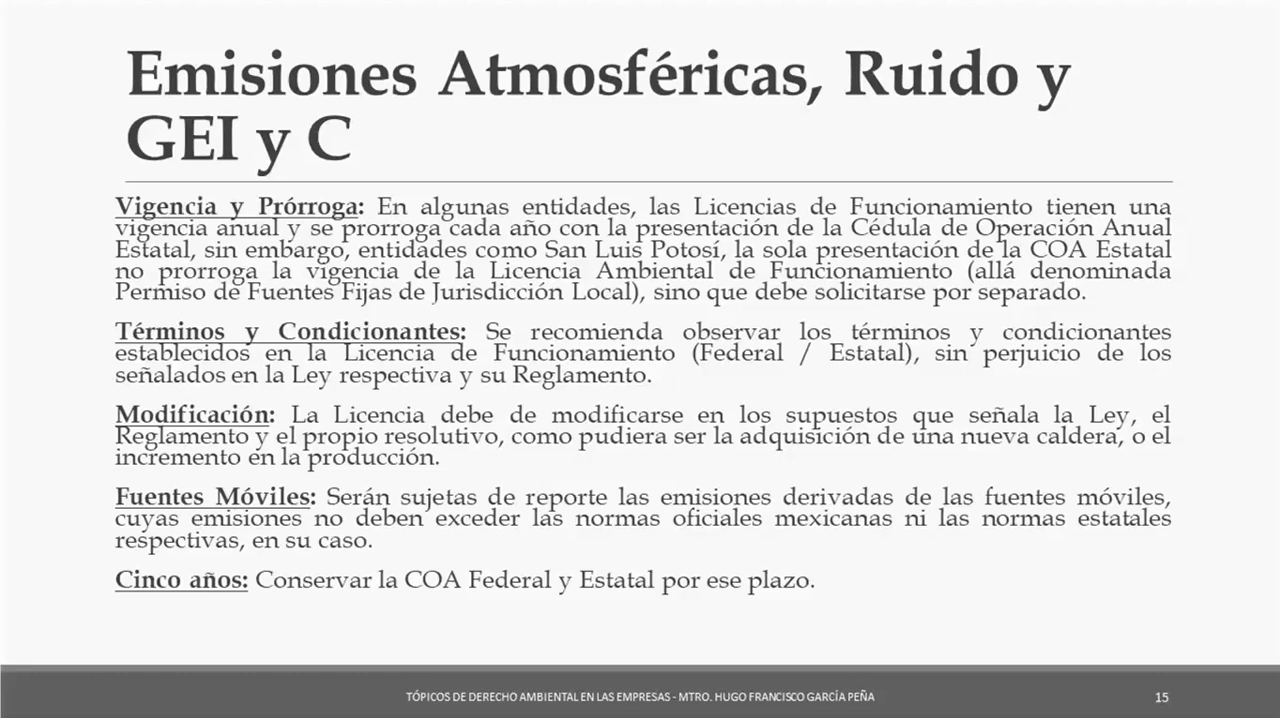 Emisiones Atmosféricas, Ruido y
GEI y C
Vigencia y Prórroga: En algunas entidades, las Licencias de Funcionamiento tienen una
vigencia anual y se prorroga cada año con la presentación de la Cédula de Operación Anual
Estatal, sin embargo, entidades como San Luis Potosí, la sola presentación de la COA Estatal
no prorroga la vigencia de la Licencia Ambiental de Funcionamiento (allá denominada
Permiso de Fuentes Fijas de Jurisdicción Local), sino que debe solicitarse por separado.
Términos y Condicionantes: Se recomienda observar los términos y condicionantes
establecidos en la Licencia de Funcionamiento (Federal / Estatal), sin perjuicio de los
señalados en la Ley respectiva y su Reglamento.
Modificación: La Licencia debe de modificarse en los supuestos que señala la Ley, el
Reglamento y el propio resolutivo, como pudiera ser la adquisición de una nueva caldera, o el
incremento en la producción.
Fuentes Móviles: Serán sujetas de reporte las emisiones derivadas de las fuentes móviles,
cuyas emisiones no deben exceder las normas oficiales mexicanas ni las normas estatales
respectivas, en su caso.
Cinco años: Conservar la COA Federal y Estatal por ese plazo.
TÓPICOS DE DERECHO AMBIENTAL EN LAS EMPRESAS - MTRO. HUGO FRANCISCO GARCÍA PEÑA
15